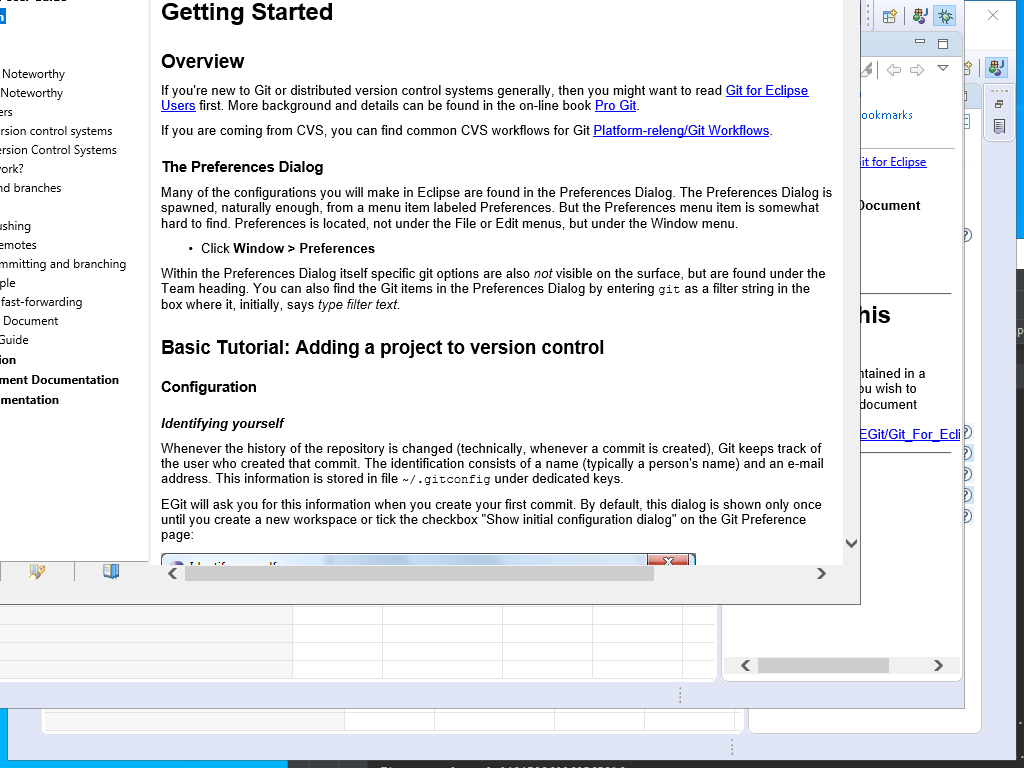 Getting Started
Overview
If you're new to Git or distributed version control systems generally, then you might want to read Git for Eclipse
Users first. More background and details can be found in the on-line book Pro Git.
If you are coming from CVS, you can find common CVS workflows for Git Platform-releng/Git Workflows.
The Preferences Dialog
Many of the configurations you will make in Eclipse are found in the Preferences Dialog. The Preferences Dialog is
spawned, naturally enough, from a menu item labeled Preferences. But the Preferences menu item is somewhat
hard to find. Preferences is located, not under the File or Edit menus, but under the Window menu.
• Click Window > Preferences
Within the Preferences Dialog itself specific git options are also not visible on the surface, but are found under the
Team heading. You can also find the Git items in the Preferences Dialog by entering git as a filter string in the
box where it, initially, says type filter text.
Basic Tutorial: Adding a project to version control
Configuration
Identifying yourself
Whenever the history of the repository is changed (technically, whenever a commit is created), Git keeps track of
the user who created that commit. The identification consists of a name (typically a person's name) and an e-mail
address. This information is stored in file ~/.gitconfig under dedicated keys.
EGit will ask you for this information when you create your first commit. By default, this dialog is shown only once
until you create a new workspace or tick the checkbox "Show initial configuration dialog" on the Git Preference
page:
Noteworthy
Noteworthy
ers
rsion control systems
ersion Control Systems
work?
nd branches
shing
emotes
mmitting and branching
ple
fast-forwarding
Document
Guide
ion
ment Documentation
mentation
ookmarks
it for Eclipse
Document
his
ntained in a
ou wish to
document
EGit/Git_For_Ecli